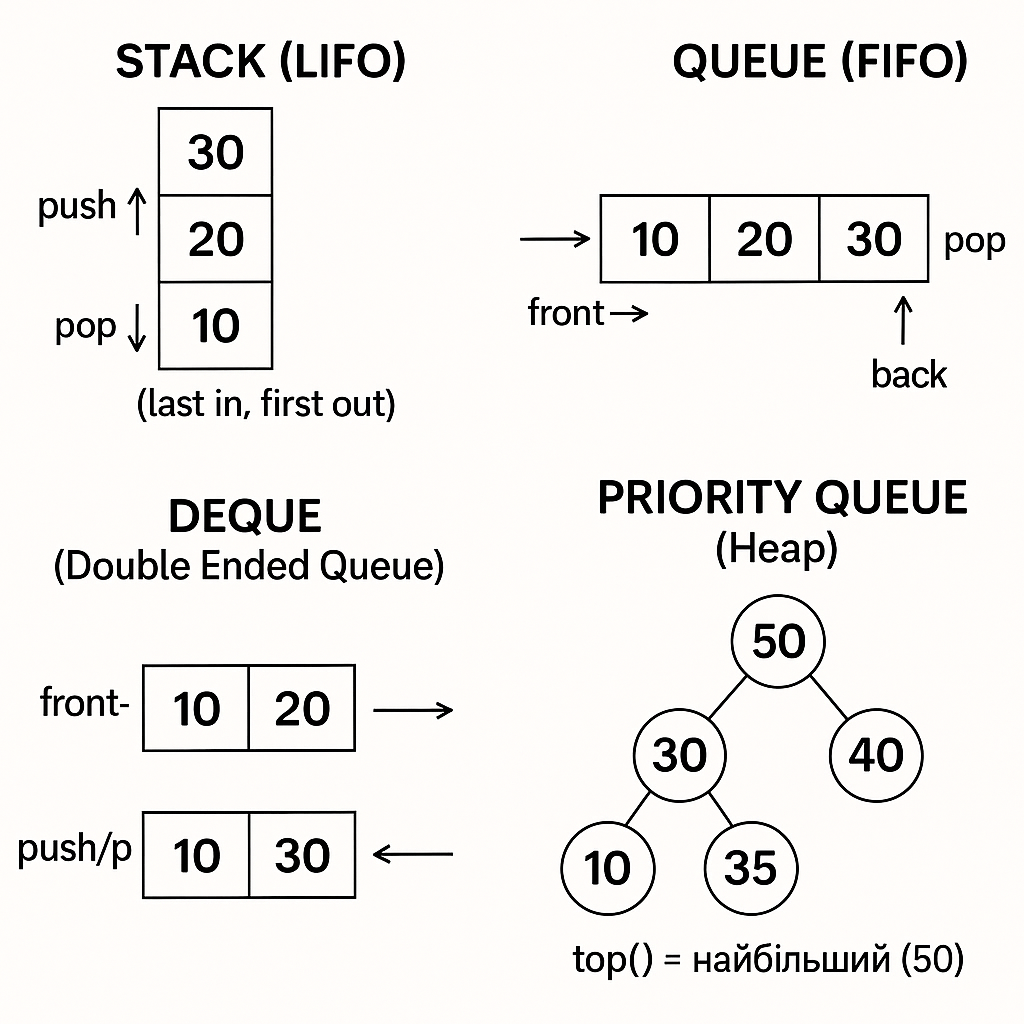 STACK (LIFO)
30
push ↑
20
pop ↓
10
(last in, first out)
QUEUE (FIFO)
→ 10 20 30 pop
front →
↑
back
DEQUE
(Double Ended Queue)
front- 10 20 →
push/p 10 30 ←
PRIORITY QUEUE
(Heap)
50
30 40
10 35
top() = найбільший (50)